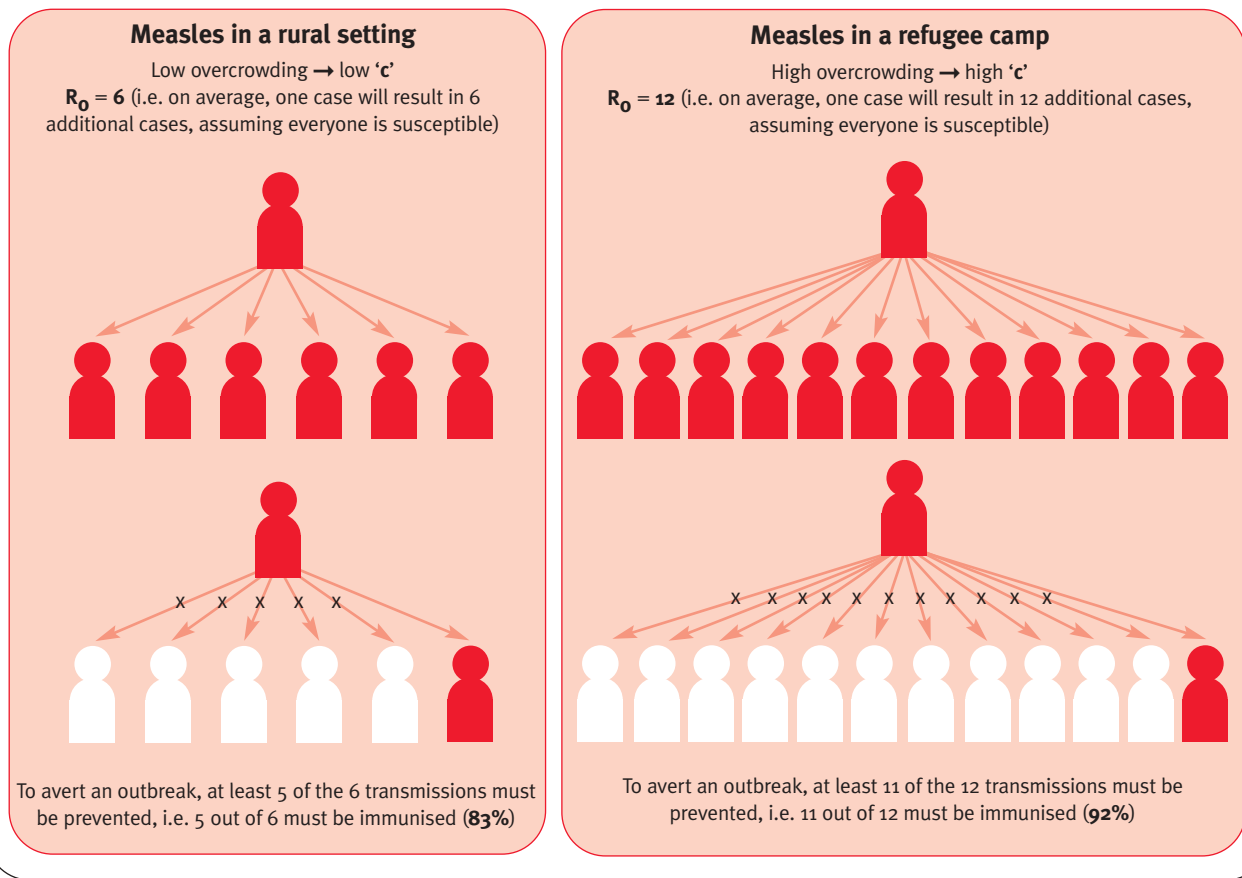 Measles in a rural setting
Low overcrowding → low ‘c’
R0 = 6 (i.e. on average, one case will result in 6
additional cases, assuming everyone is susceptible)
x x x x x
To avert an outbreak, at least 5 of the 6 transmissions must
be prevented, i.e. 5 out of 6 must be immunised (83%)
Measles in a refugee camp
High overcrowding → high ‘c’
R0 = 12 (i.e. on average, one case will result in 12 additional cases,
assuming everyone is susceptible)
x x x x x x x x x x x
To avert an outbreak, at least 11 of the 12 transmissions must be
prevented, i.e. 11 out of 12 must be immunised (92%)